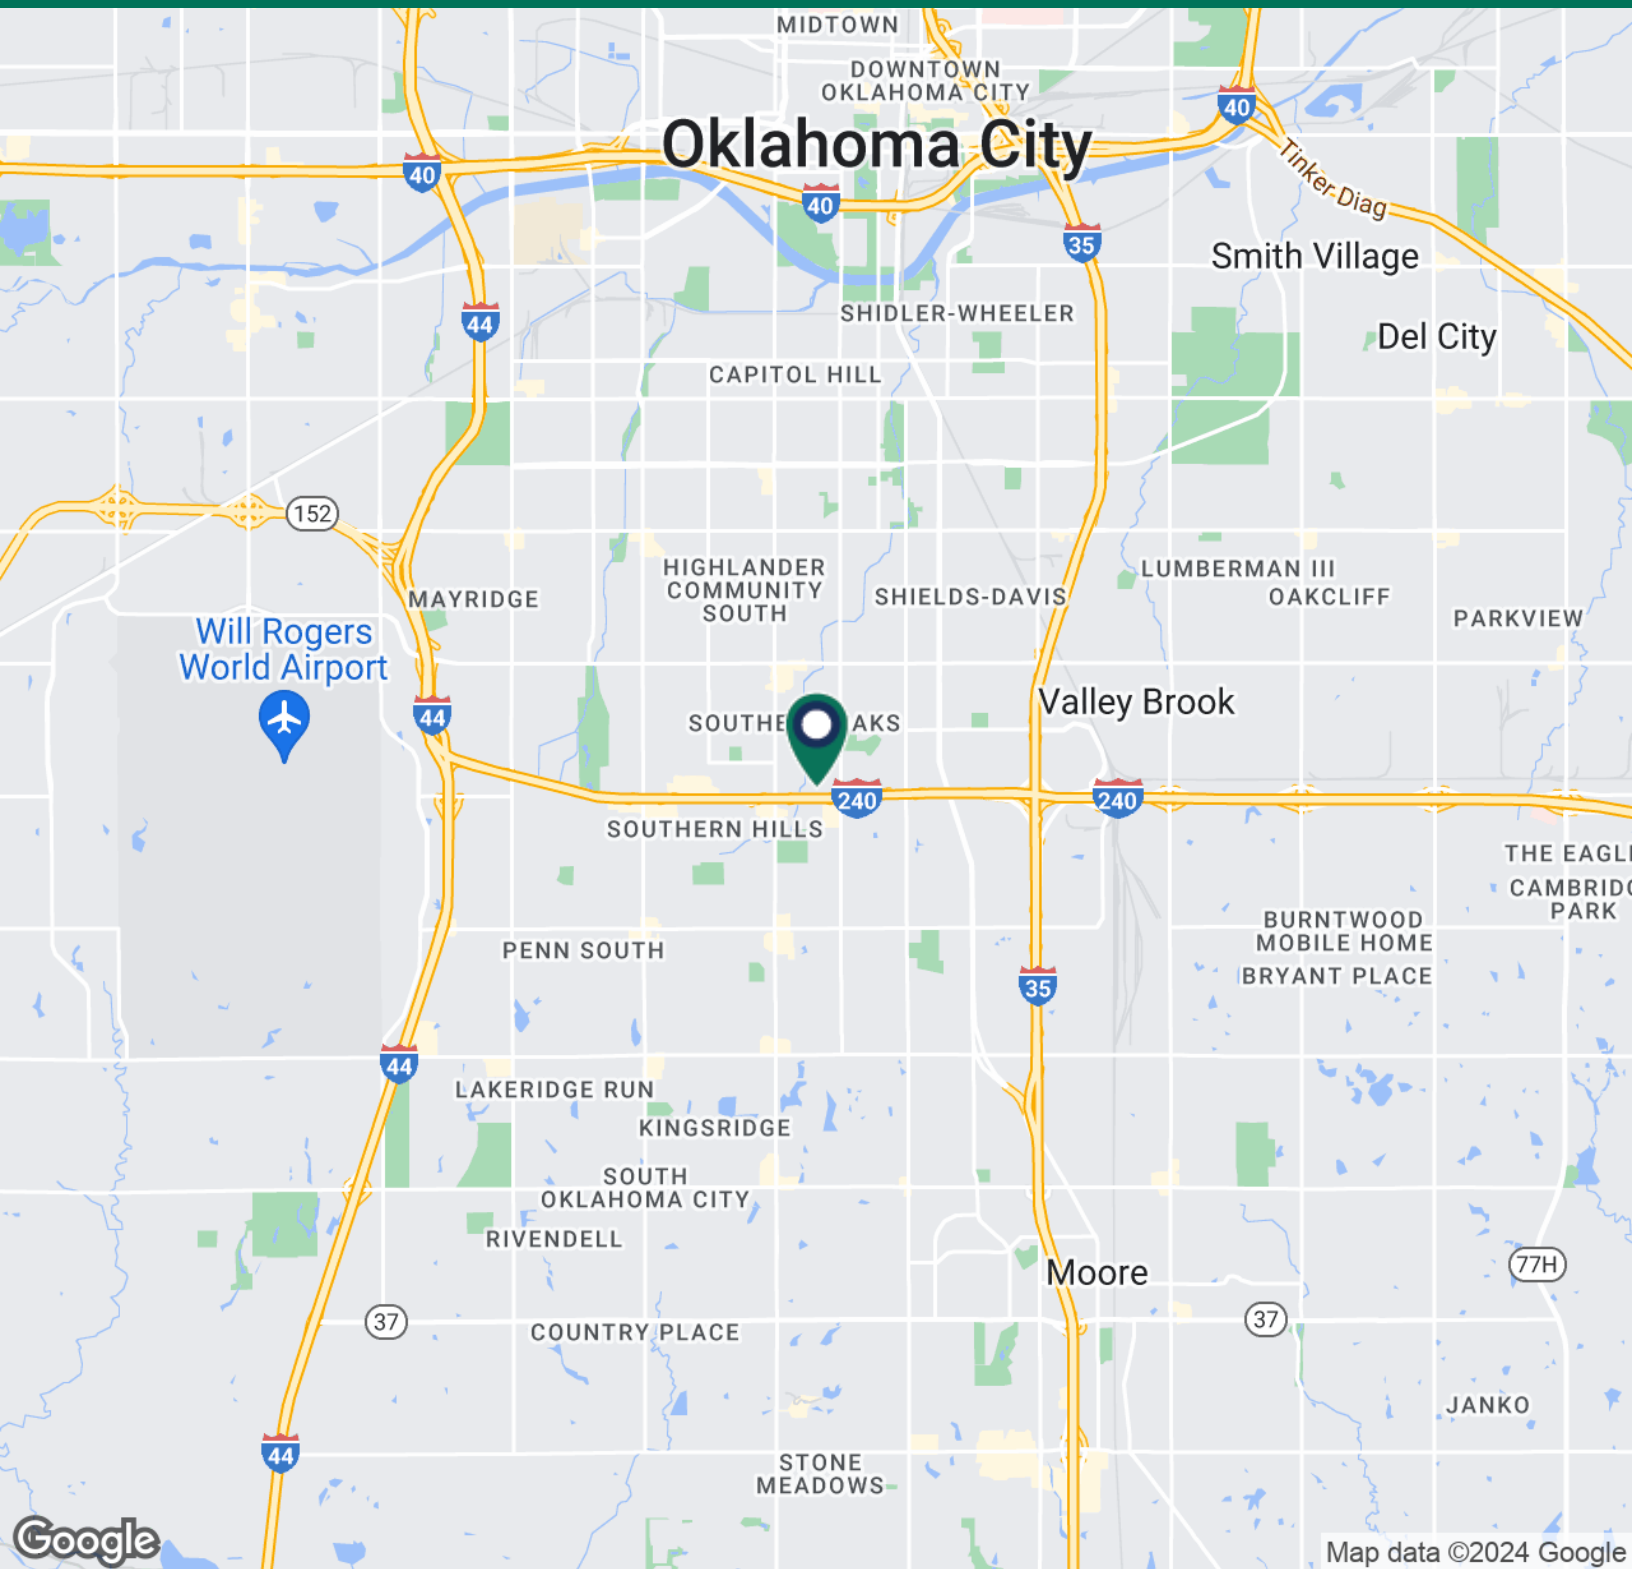 MIDTOWN
DOWNTOWN
OKLAHOMA CITY
40
Oklahoma City
Tinker Diag
40
40
35
Smith Village
SHIDLER-WHEELER
44
Del City
CAPITOL HILL
152
HIGHLANDER
COMMUNITY
SOUTH
LUMBERMAN III
MAYRIDGE
SHIELDS-DAVIS
OAKCLIFF
PARKVIEW
Will Rogers
World Airport
44
SOUTHE
AKS
Valley Brook
240
240
SOUTHERN HILLS
THE EAGL
CAMBRID
PARK
BURNTWOOD
MOBILE HOME
BRYANT PLACE
PENN SOUTH
35
44
LAKERIDGE RUN
KINGSRIDGE
SOUTH
OKLAHOMA CITY
RIVENDELL
Moore
77H
37
37
COUNTRY PLACE
JANKO
44
STONE
MEADOWS
Google
Map data ©2024 Google